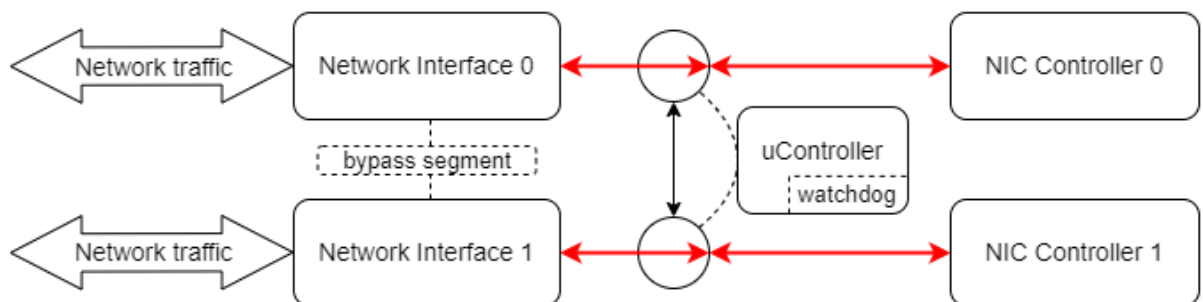 Network traffic
Network Interface 0
NIC Controller 0
bypass segment
uController
watchdog
Network traffic
Network Interface 1
NIC Controller 1